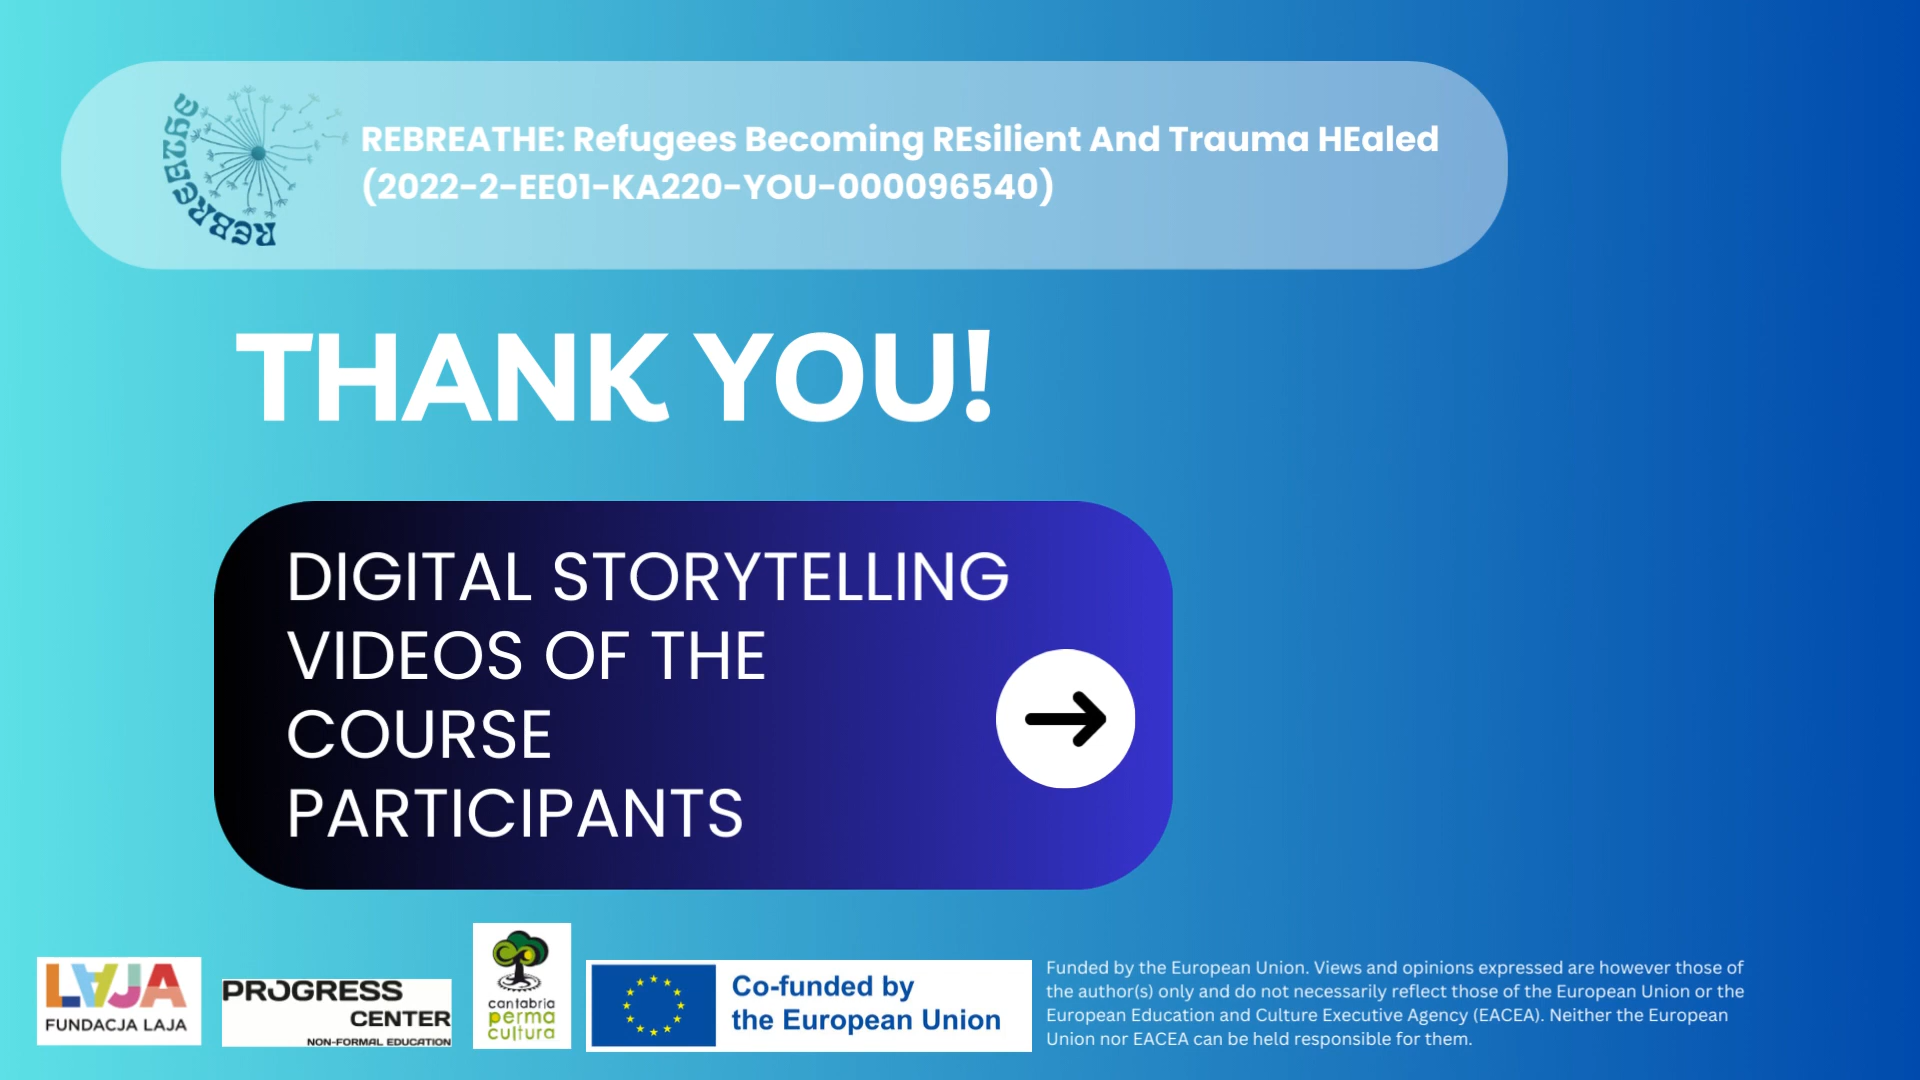 REBREATHE
REBREATHE: Refugees Becoming REsilient And Trauma HEaled
(2022-2-EE01-KA220-YOU-000096540)
THANK YOU!
DIGITAL STORYTELLING
VIDEOS OF THE
COURSE
PARTICIPANTS
LAJA
FUNDACJA LAJA
PROGRESS
CENTER
NON-FORMAL EDUCATION
cantabria
perma
cultura
Co-funded by
the European Union
Funded by the European Union. Views and opinions expressed are however those of
the author(s) only and do not necessarily reflect those of the European Union or the
European Education and Culture Executive Agency (EACEA). Neither the European
Union nor EACEA can be held responsible for them.